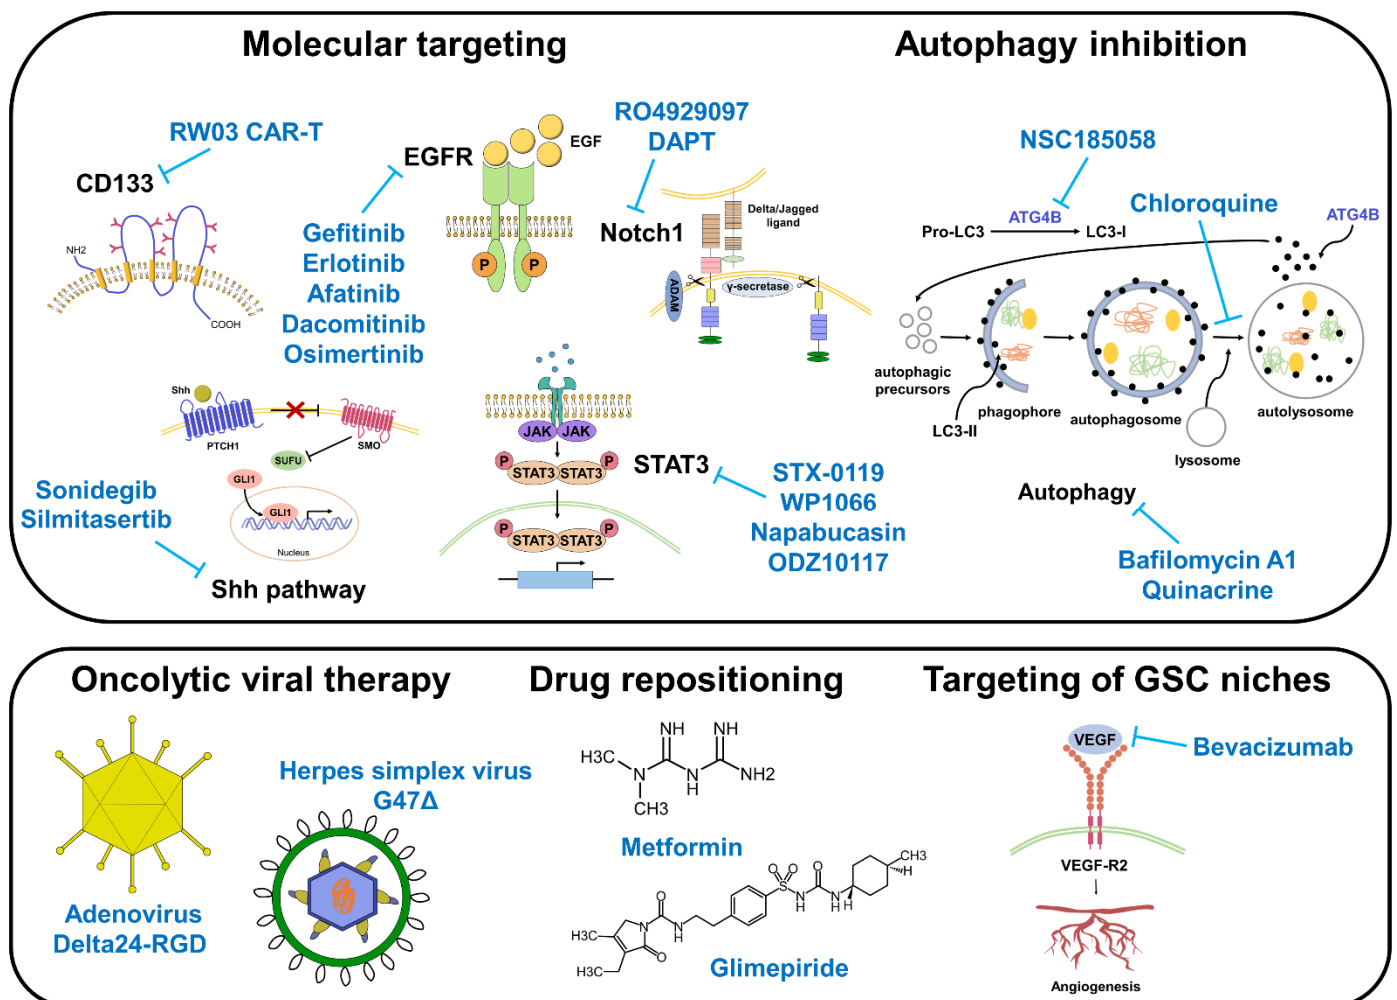 Molecular targeting
Autophagy inhibition
RW03 CAR-T
CD133
NH2
COOH
EGFR
EGF
Gefitinib
Erlotinib
Afatinib
Dacomitinib
Osimertinib
P
P
RO4929097
DAPT
Notch1
Delta/Jagged
ligand
ADAM
γ-secretase
NSC185058
ATG4B
Pro-LC3
LC3-I
Chloroquine
ATG4B
autophagic
precursors
phagophore
LC3-II
autophagosome
lysosome
autolysosome
Autophagy
Bafilomycin A1
Quinacrine
Shh
PTCH1
SMO
SUFU
GLI1
GLI1
Nucleus
Sonidegib
Silmitasertib
Shh pathway
JAK
JAK
P
STAT3
STAT3
P
P
STAT3
STAT3
P
STAT3
STX-0119
WP1066
Napabucasin
ODZ10117
Oncolytic viral therapy
Drug repositioning
Targeting of GSC niches
Adenovirus
Delta24-RGD
Herpes simplex virus
G47Δ
NH
NH
H3C
N
N
H
NH2
CH3
Metformin
O
O
O
S
NH
NH
H
H
CH3
O
N
N
H
H3C
O
H3C
Glimepiride
VEGF
Bevacizumab
VEGF-R2
Angiogenesis